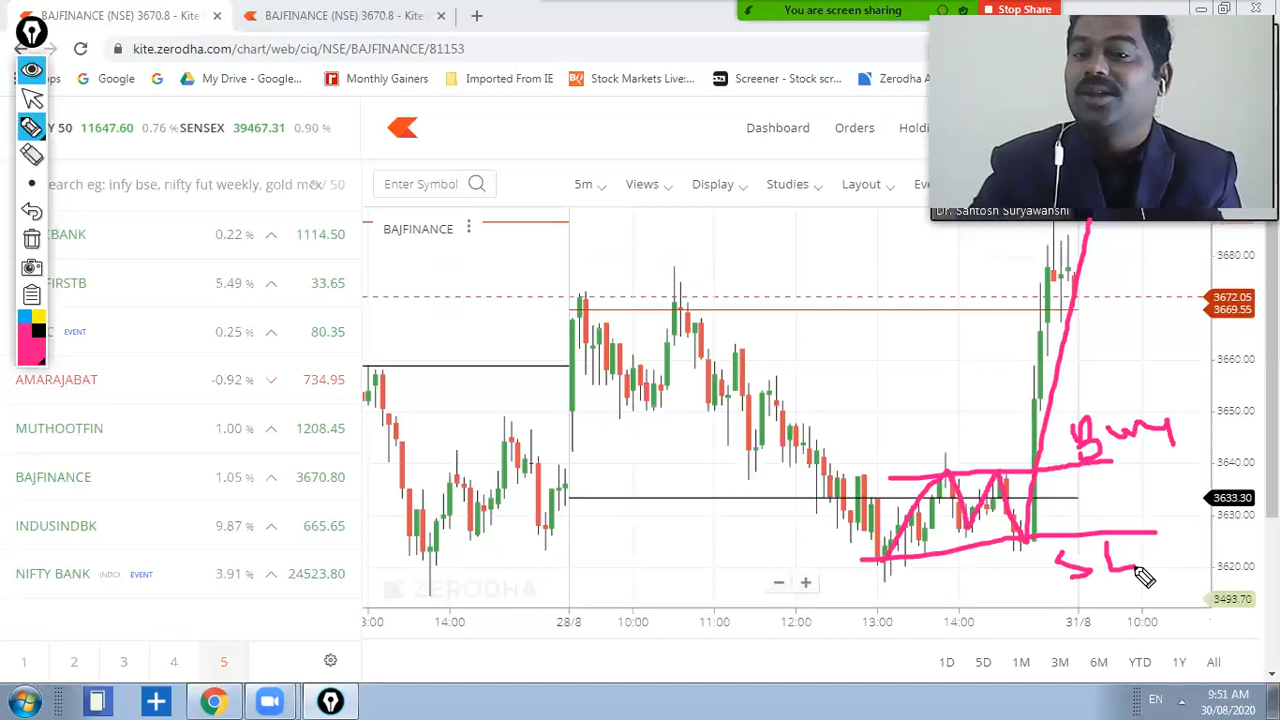 BAJFINANCE (NSB) 3670.8 - Kite
BAJFINANCE (NSE) 3670.8 - Kite
You are screen sharing
Stop Share
kite.zerodha.com/chart/web/ciq/NSE/BAJFINANCE/81153
Google
My Drive - Google...
Monthly Gainers
Imported From IE
Stock Markets Live:...
Screener - Stock scr...
Zerodha
Y 50 11647.60 0.76 % SENSEX 39467.31 0.90 %
Dashboard Orders
Dr. Santosh Suryawanshi
earch eg: infy bse, nifty fut weekly, gold mcx / 50
Enter Symbol
5m Views Display Studies Layout
BAJFINANCE
EBANK 0.22 % 1114.50
FIRSTB 5.49 % 33.65
C EVENT 0.25 % 80.35
AMARAJABAT -0.92 % 734.95
MUTHOOTFIN 1.00 % 1208.45
BAJFINANCE 1.05 % 3670.80
INDUSINDBK 9.87 % 665.65
NIFTY BANK INDEX EVENT 3.91 % 24523.80
3680.00
3672.05
3669.55
3660.00
3650.00
3640.00
3633.30
3630.00
3620.00
3493.70
Buy
SL
ZERODHA
3:00 14:00 28/8 10:00 11:00 12:00 13:00 14:00 31/8 10:00
1 2 3 4 5
1D 5D 1M 3M 6M YTD 1Y All
EN
9:51 AM
30/08/2020